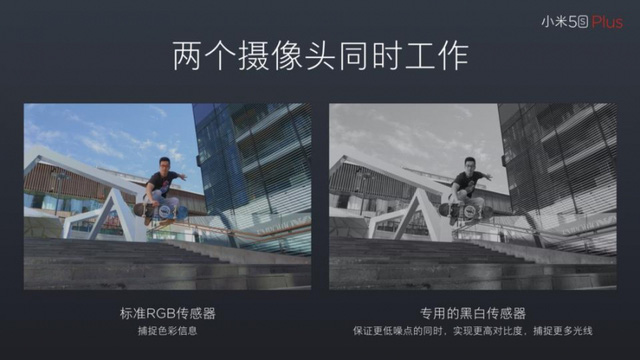 小米5S Plus
两个摄像头同时工作
标准RGB传感器
捕捉色彩信息
专用的黑白传感器
保证更低噪点的同时，实现更高对比度，捕捉更多光线